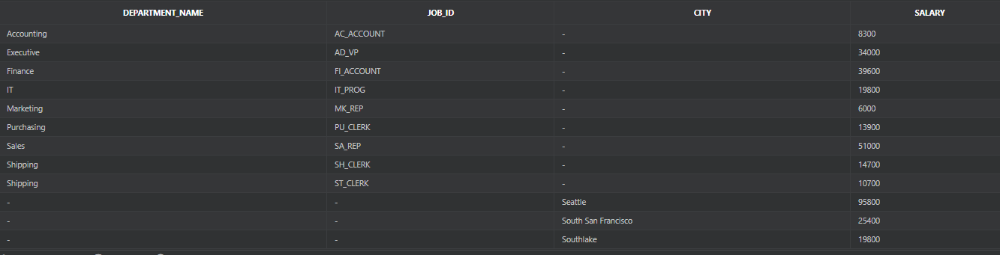 DEPARTMENT_NAME JOB_ID CITY SALARY
Accounting AC_ACCOUNT - 8300
Executive AD_VP - 34000
Finance FI_ACCOUNT - 39600
IT IT_PROG - 19800
Marketing MK_REP - 6000
Purchasing PU_CLERK - 13900
Sales SA_REP - 51000
Shipping SH_CLERK - 14700
Shipping ST_CLERK - 10700
- - Seattle 95800
- - South San Francisco 25400
- - Southlake 19800